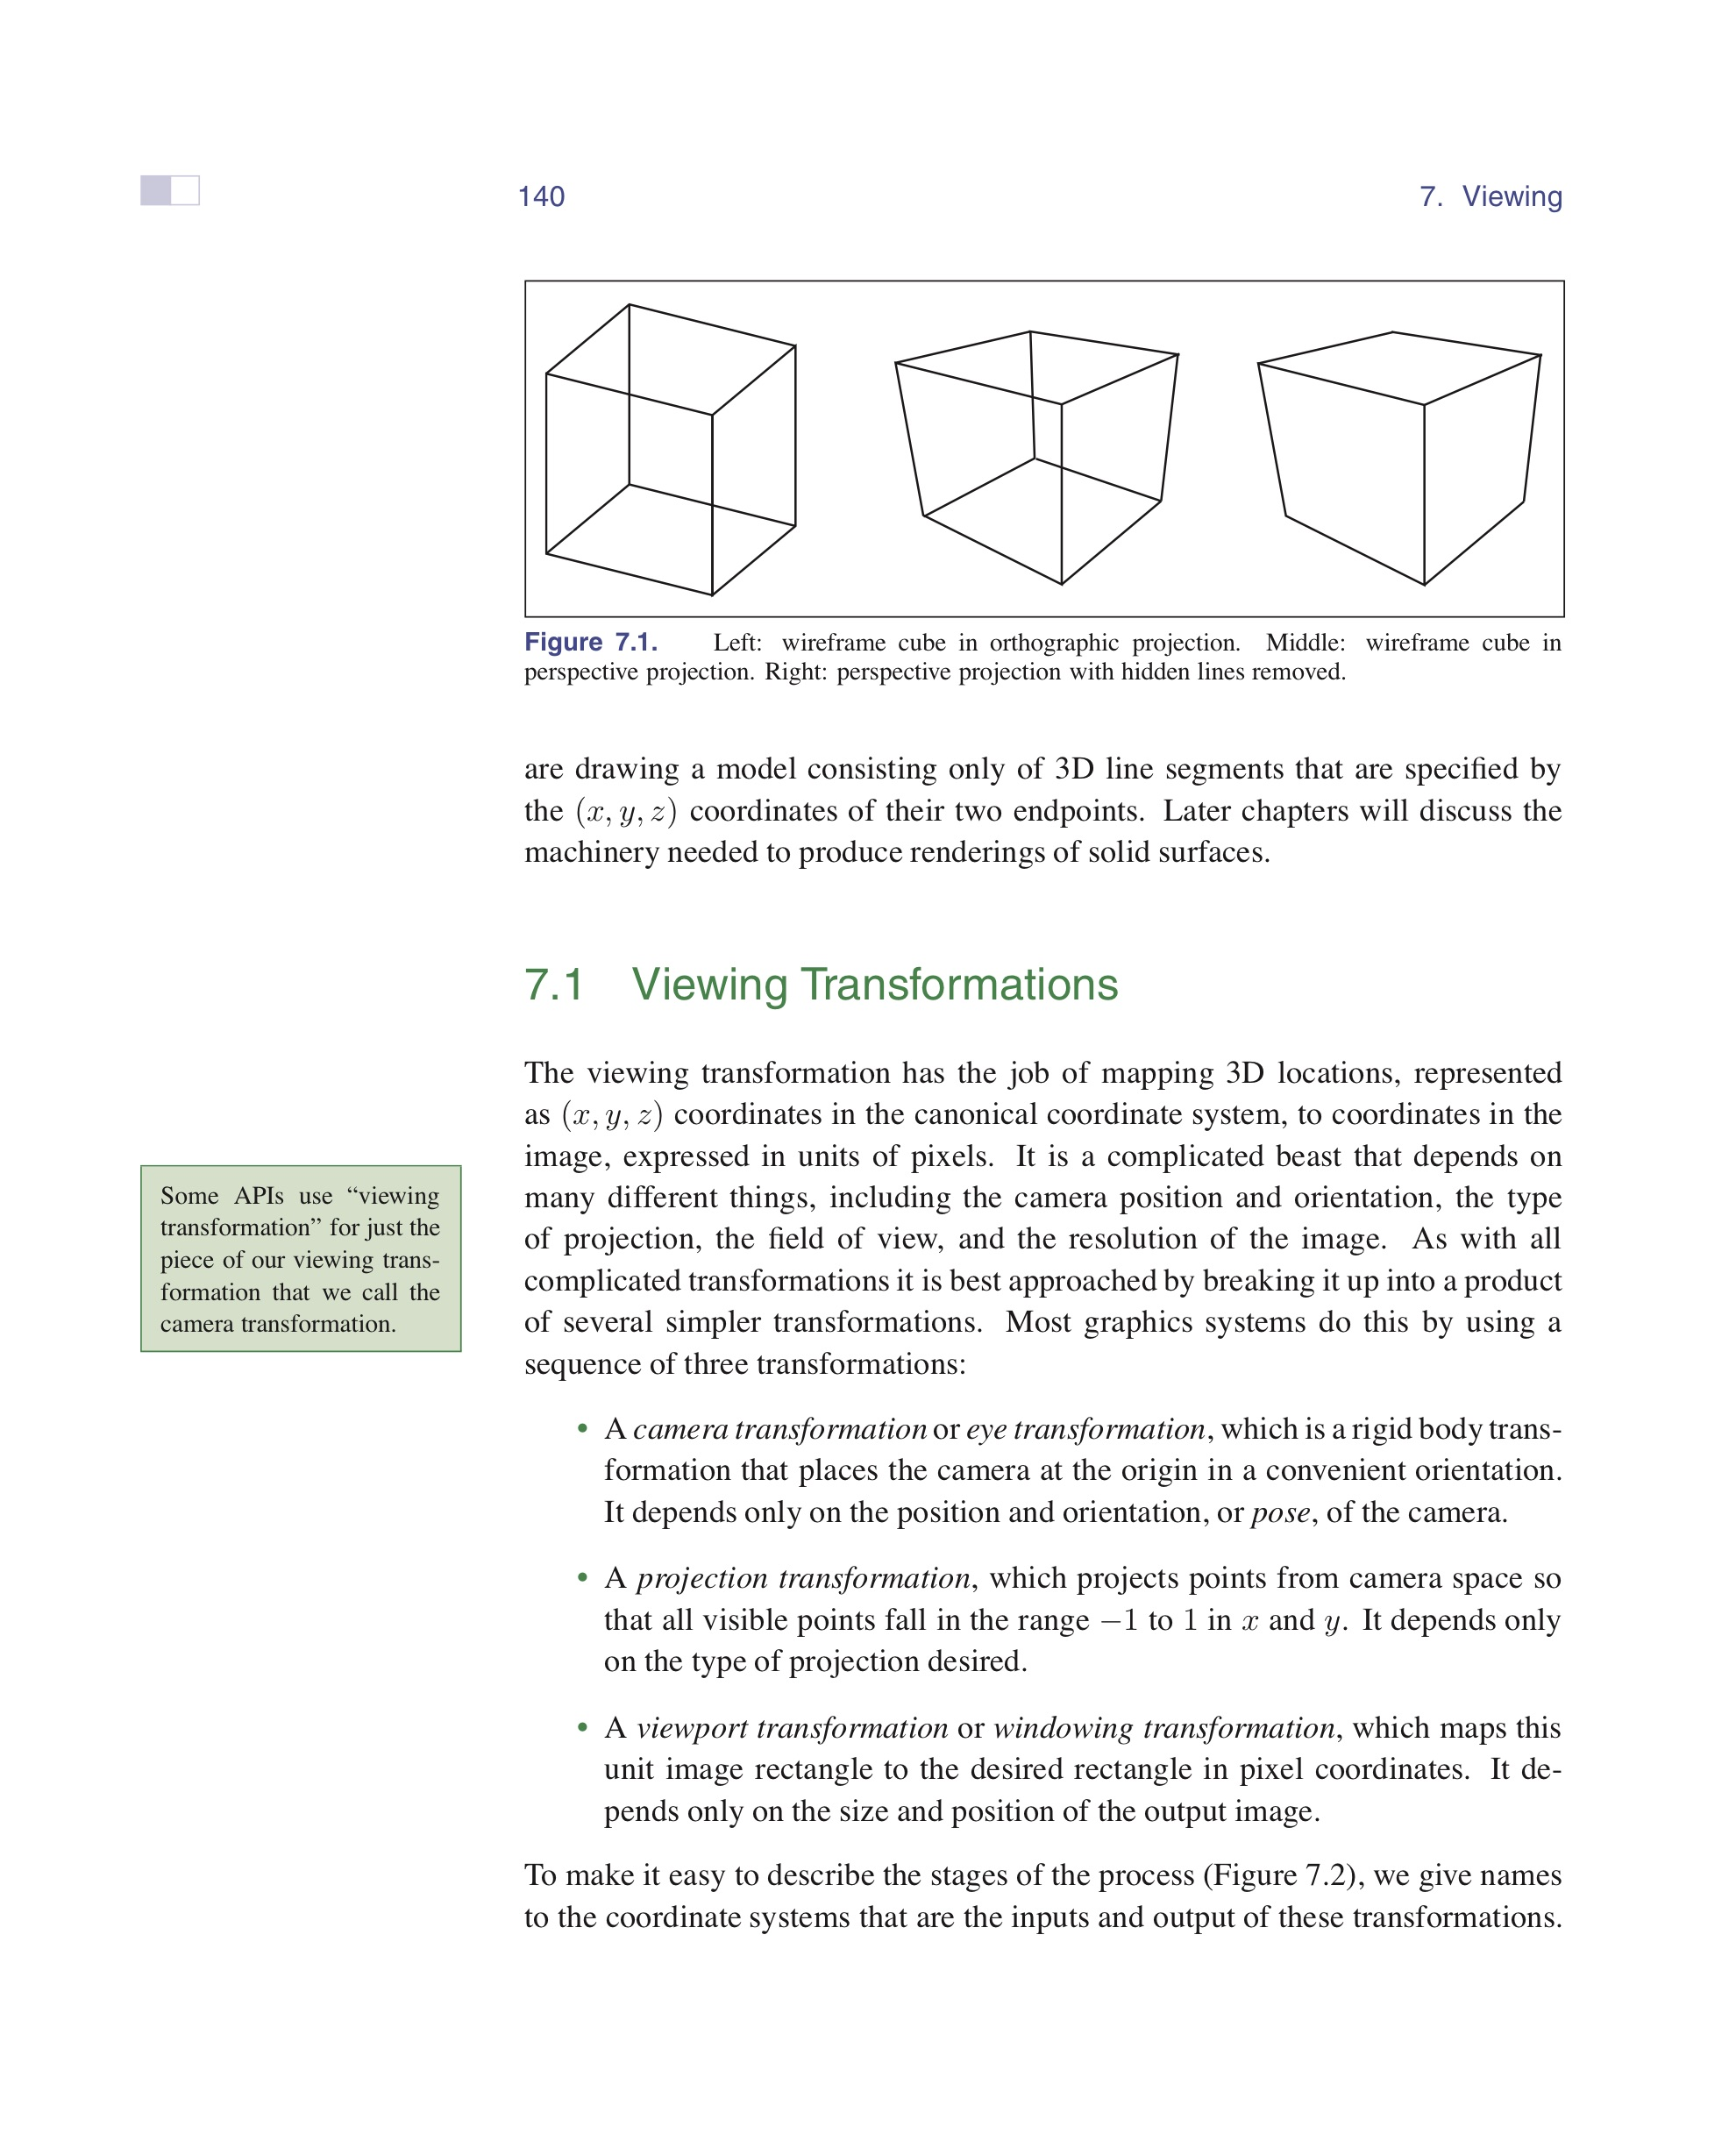 140
7. Viewing
Figure 7.1. Left: wireframe cube in orthographic projection. Middle: wireframe cube in
perspective projection. Right: perspective projection with hidden lines removed.
are drawing a model consisting only of 3D line segments that are specified by
the (x, y, z) coordinates of their two endpoints. Later chapters will discuss the
machinery needed to produce renderings of solid surfaces.
7.1 Viewing Transformations
The viewing transformation has the job of mapping 3D locations, represented
as (x, y, z) coordinates in the canonical coordinate system, to coordinates in the
image, expressed in units of pixels. It is a complicated beast that depends on
many different things, including the camera position and orientation, the type
of projection, the field of view, and the resolution of the image. As with all
complicated transformations it is best approached by breaking it up into a product
of several simpler transformations. Most graphics systems do this by using a
sequence of three transformations:
Some APIs use “viewing
transformation” for just the
piece of our viewing trans-
formation that we call the
camera transformation.
• A camera transformation or eye transformation, which is a rigid body trans-
formation that places the camera at the origin in a convenient orientation.
It depends only on the position and orientation, or pose, of the camera.
• A projection transformation, which projects points from camera space so
that all visible points fall in the range −1 to 1 in x and y. It depends only
on the type of projection desired.
• A viewport transformation or windowing transformation, which maps this
unit image rectangle to the desired rectangle in pixel coordinates. It de-
pends only on the size and position of the output image.
To make it easy to describe the stages of the process (Figure 7.2), we give names
to the coordinate systems that are the inputs and output of these transformations.